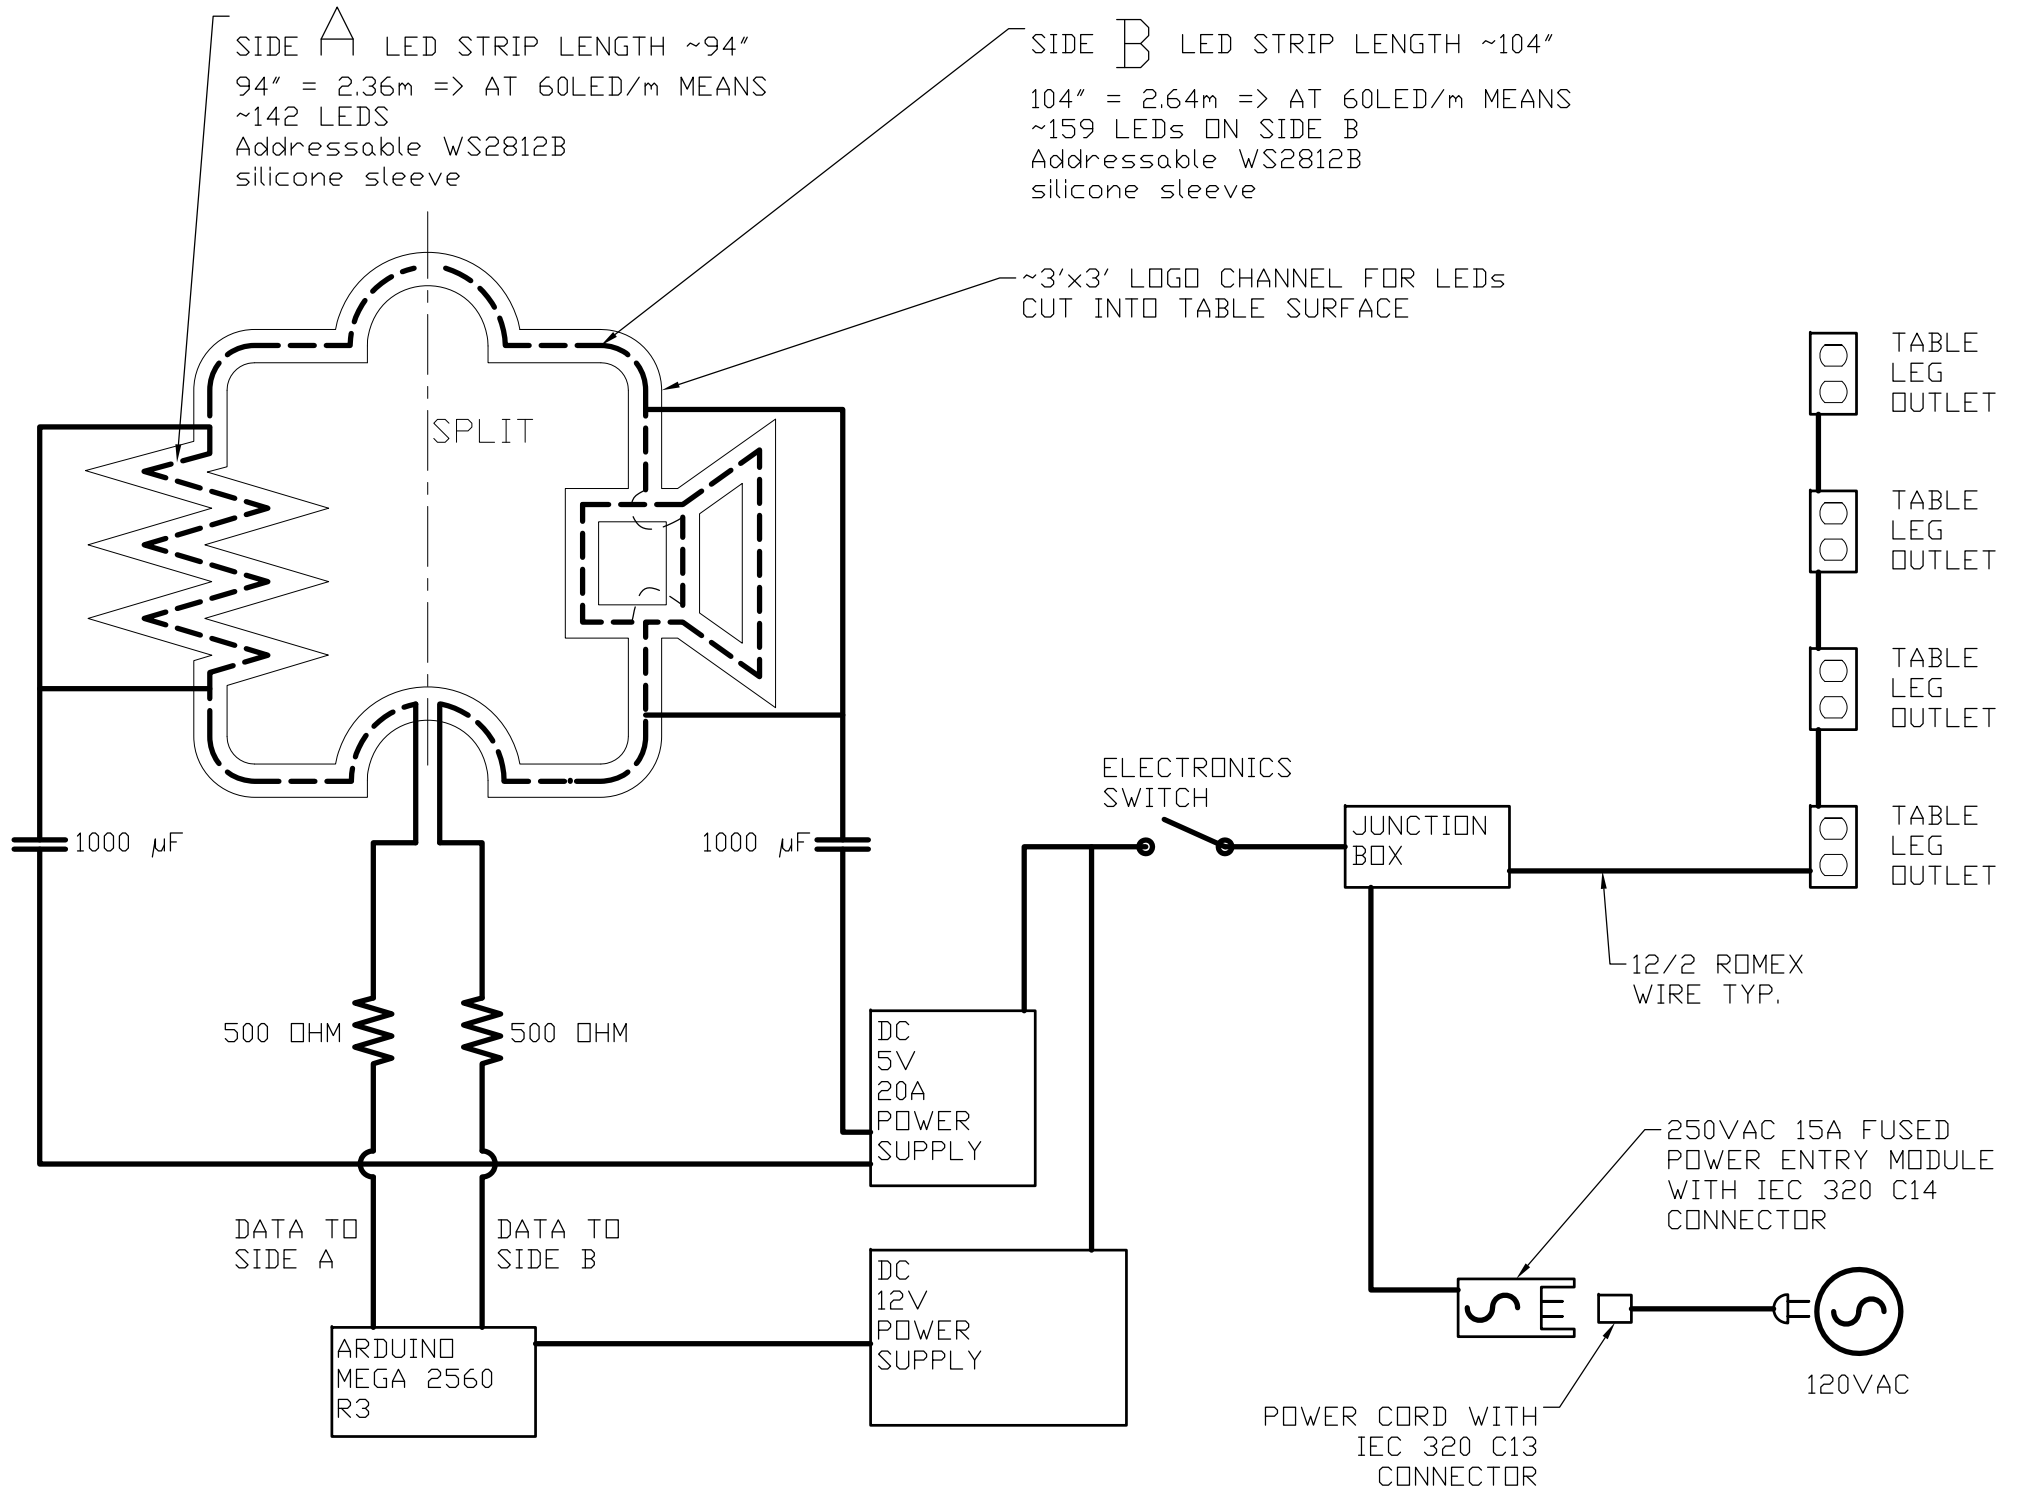 SIDE A LED STRIP LENGTH ~94"
94" = 2.36m => AT 60LED/m MEANS
~142 LEDS
Addressable WS2812B
silicone sleeve
SIDE B LED STRIP LENGTH ~104"
104" = 2.64m => AT 60LED/m MEANS
~159 LEDs ON SIDE B
Addressable WS2812B
silicone sleeve
~3'x3' LOGO CHANNEL FOR LEDs
CUT INTO TABLE SURFACE
SPLIT
TABLE
LEG
OUTLET
TABLE
LEG
OUTLET
TABLE
LEG
OUTLET
TABLE
LEG
OUTLET
ELECTRONICS
SWITCH
JUNCTION
BOX
1000 µF
1000 µF
12/2 ROMEX
WIRE TYP.
500 OHM
500 OHM
DC
5V
20A
POWER
SUPPLY
250VAC 15A FUSED
POWER ENTRY MODULE
WITH IEC 320 C14
CONNECTOR
DATA TO
SIDE A
DATA TO
SIDE B
DC
12V
POWER
SUPPLY
ARDUINO
MEGA 2560
R3
120VAC
POWER CORD WITH
IEC 320 C13
CONNECTOR